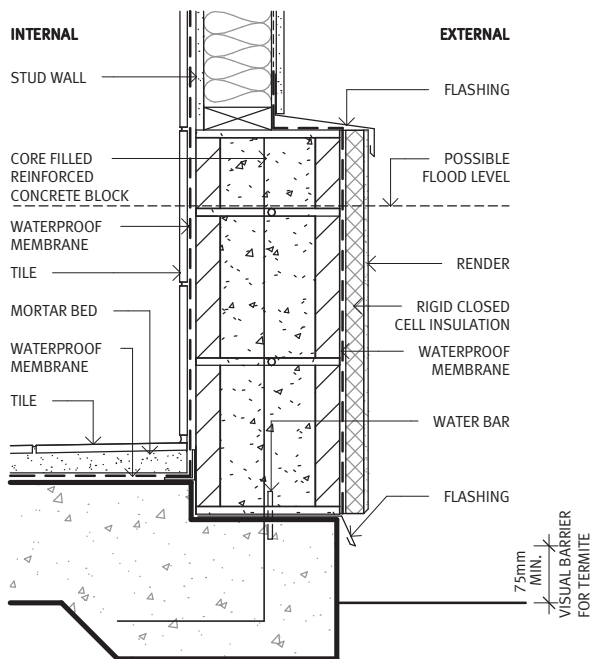 INTERNAL
EXTERNAL
STUD WALL
FLASHING
CORE FILLED
REINFORCED
CONCRETE BLOCK
POSSIBLE
FLOOD LEVEL
WATERPROOF
MEMBRANE
TILE
RENDER
MORTAR BED
RIGID CLOSED
CELL INSULATION
WATERPROOF
MEMBRANE
WATERPROOF
MEMBRANE
TILE
WATER BAR
FLASHING
75mm
MIN.
VISUAL BARRIER
FOR TERMITE